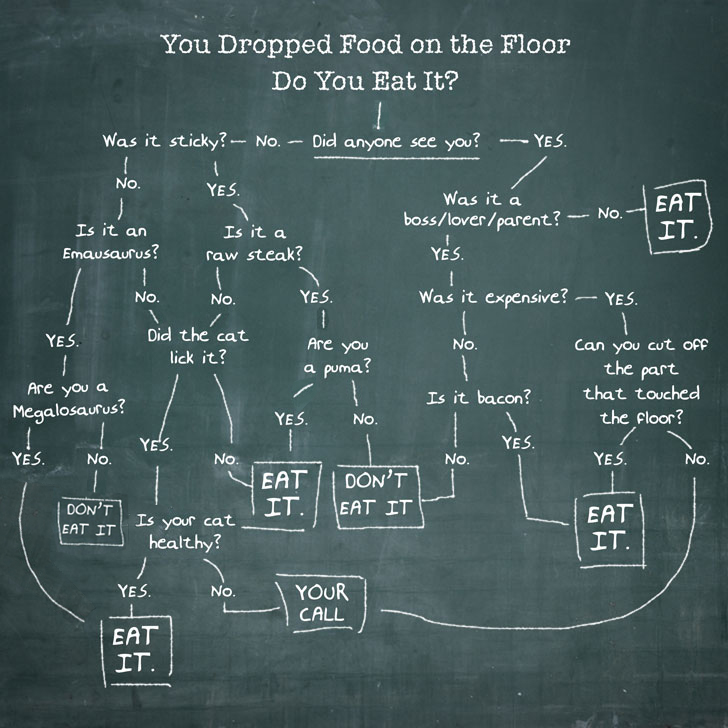 You Dropped Food on the Floor
Do You Eat It?
Was it sticky?
No.
Did anyone see you?
YES.
No.
YES.
Was it a
boss/lover/parent?
No.
EAT
IT.
Is it an
Emausaurus?
Is it a
raw steak?
YES.
No.
No.
YES.
Was it expensive?
YES.
YES.
Did the cat
lick it?
Are you
a puma?
No.
Can you cut off
the part
that touched
the floor?
Are you a
Megalosaurus?
Is it bacon?
YES.
No.
YES.
No.
YES.
No.
No.
YES.
YES.
No.
DON'T
EAT IT
EAT
IT.
DON'T
EAT IT
EAT
IT.
Is your cat
healthy?
YES.
No.
YOUR
CALL
EAT
IT.